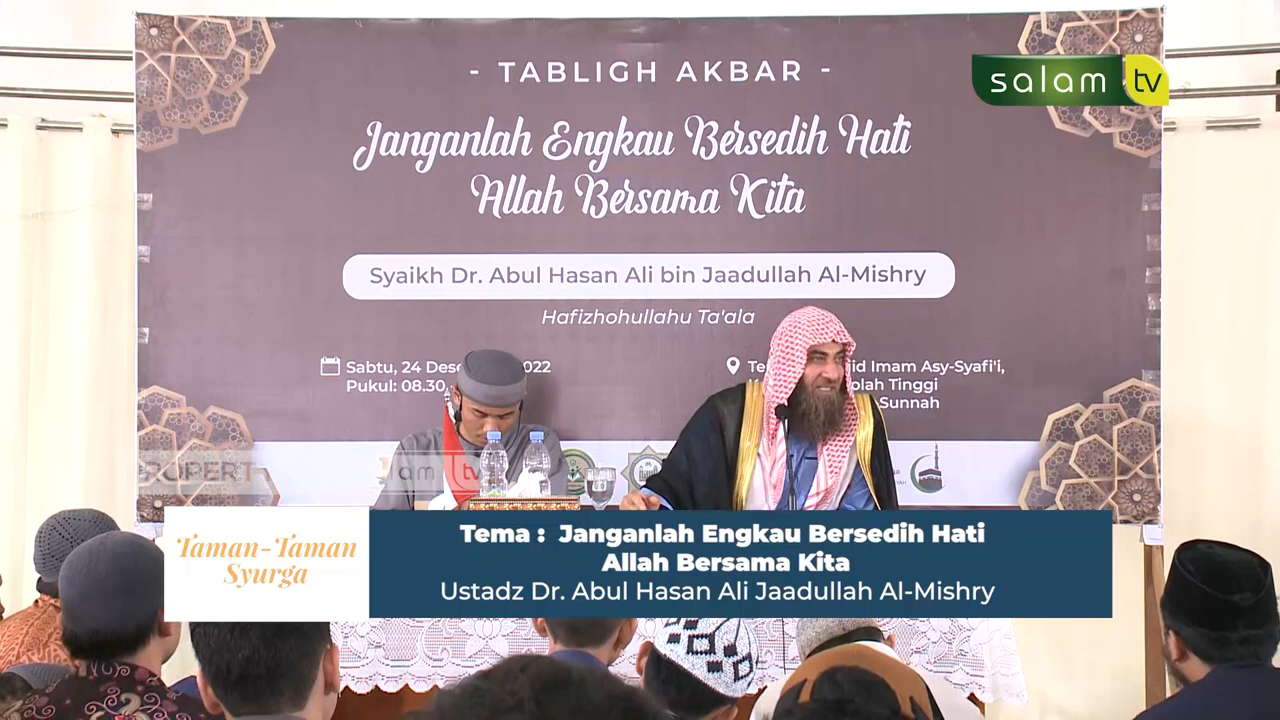 - TABLIGH AKBAR -
salam tv
Janganlah Engkau Bersedih Hati
Allah Bersama Kita
Syaikh Dr. Abul Hasan Ali bin Jaadullah Al-Mishry
Hafizhohullahu Ta'ala
Sabtu, 24 2022
Pukul: 08.30
Imam Asy-Syafi'i,
Tinggi
Sunnah
Taman-Taman
Syurga
Tema : Janganlah Engkau Bersedih Hati
Allah Bersama Kita
Ustadz Dr. Abul Hasan Ali Jaadullah Al-Mishry